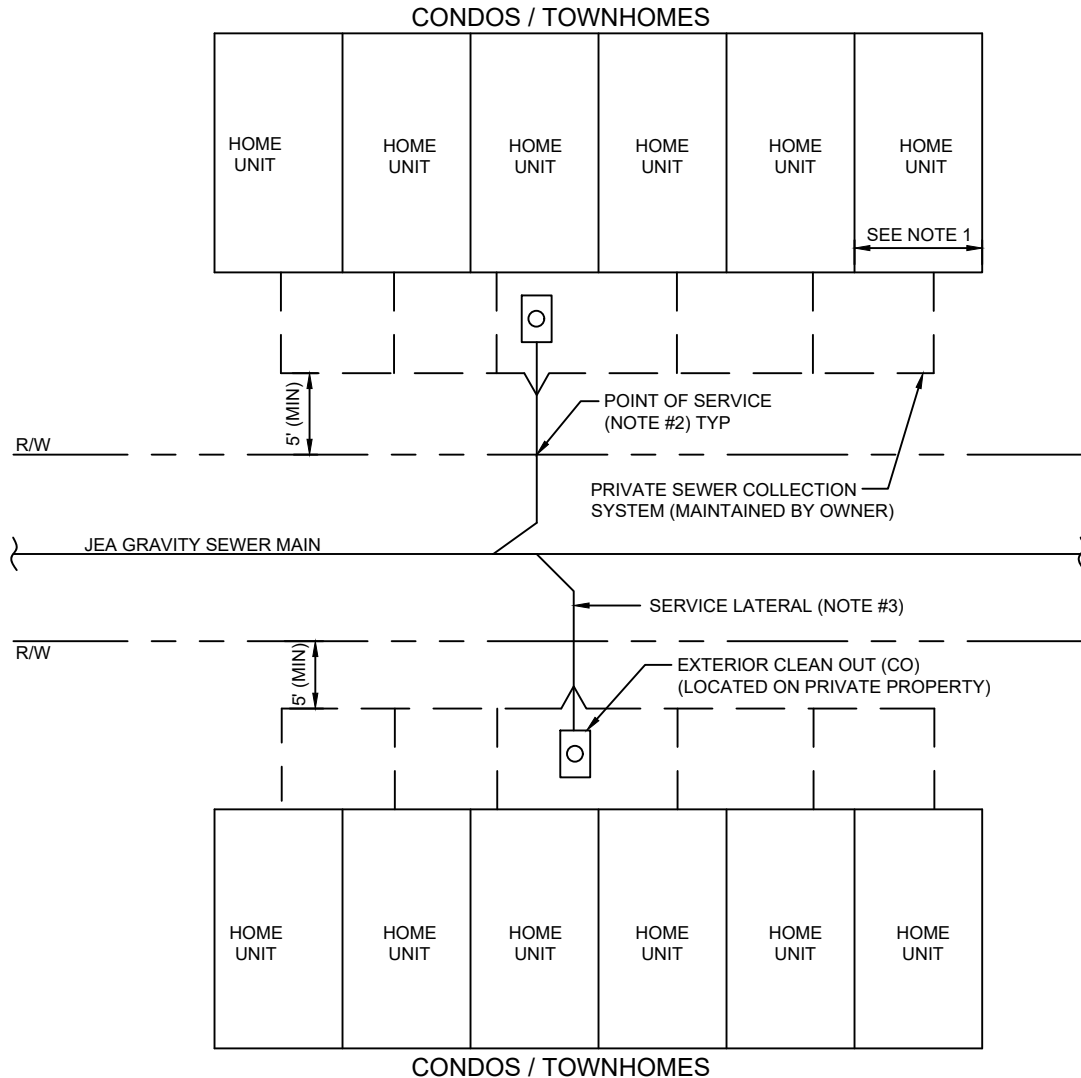 CONDOS / TOWNHOMES
HOME
UNIT
HOME
UNIT
HOME
UNIT
HOME
UNIT
HOME
UNIT
HOME
UNIT
SEE NOTE 1
5' (MIN)
POINT OF SERVICE
(NOTE #2) TYP
R/W
PRIVATE SEWER COLLECTION
SYSTEM (MAINTAINED BY OWNER)
JEA GRAVITY SEWER MAIN
SERVICE LATERAL (NOTE #3)
R/W
5' (MIN)
EXTERIOR CLEAN OUT (CO)
(LOCATED ON PRIVATE PROPERTY)
HOME
UNIT
HOME
UNIT
HOME
UNIT
HOME
UNIT
HOME
UNIT
HOME
UNIT
CONDOS / TOWNHOMES